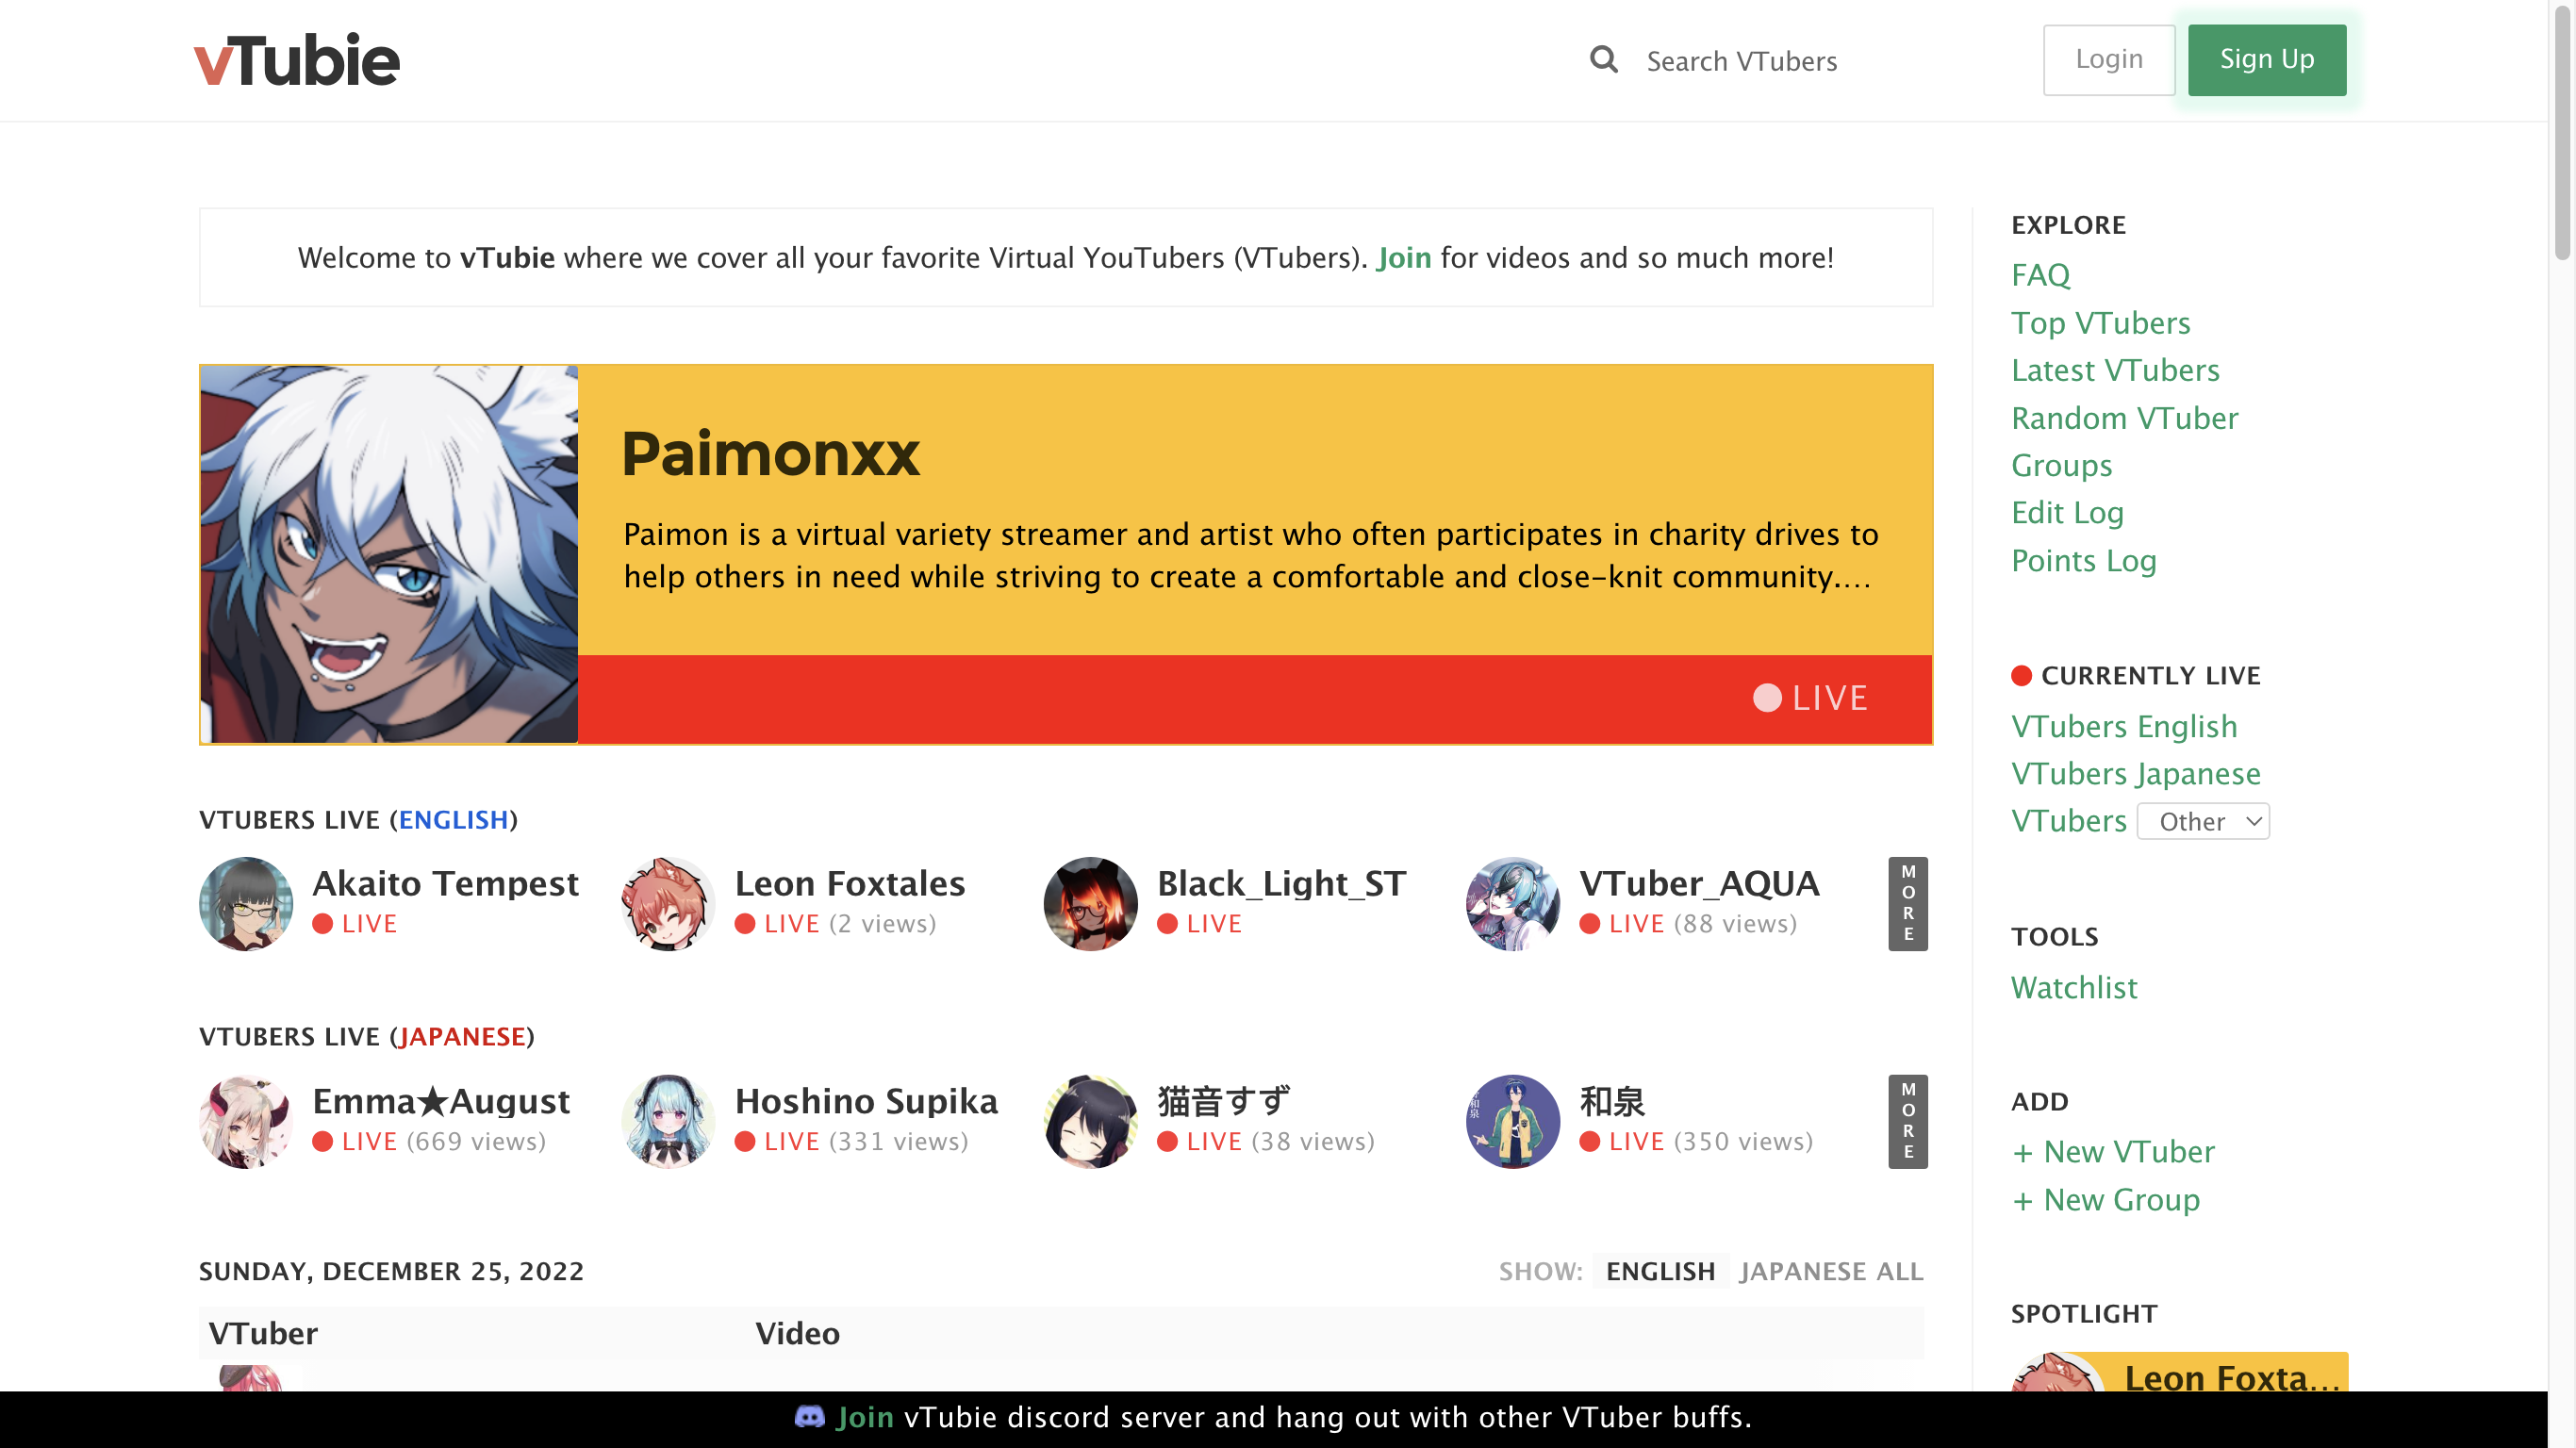 vTubie
Search VTubers
Login
Sign Up
Welcome to vTubie where we cover all your favorite Virtual YouTubers (VTubers). Join for videos and so much more!
Paimonxx
Paimon is a virtual variety streamer and artist who often participates in charity drives to
help others in need while striving to create a comfortable and close-knit community....
LIVE
VTUBERS LIVE (ENGLISH)
Akaito Tempest
LIVE
Leon Foxtales
LIVE (2 views)
Black_Light_ST
LIVE
VTuber_AQUA
LIVE (88 views)
MORE
VTUBERS LIVE (JAPANESE)
Emma★August
LIVE (669 views)
Hoshino Supika
LIVE (331 views)
猫音すず
LIVE (38 views)
和泉
LIVE (350 views)
MORE
SUNDAY, DECEMBER 25, 2022
SHOW: ENGLISH JAPANESE ALL
VTuber Video
EXPLORE
FAQ
Top VTubers
Latest VTubers
Random VTuber
Groups
Edit Log
Points Log
CURRENTLY LIVE
VTubers English
VTubers Japanese
VTubers Other
TOOLS
Watchlist
ADD
+ New VTuber
+ New Group
SPOTLIGHT
Leon Foxta...
Join vTubie discord server and hang out with other VTuber buffs.